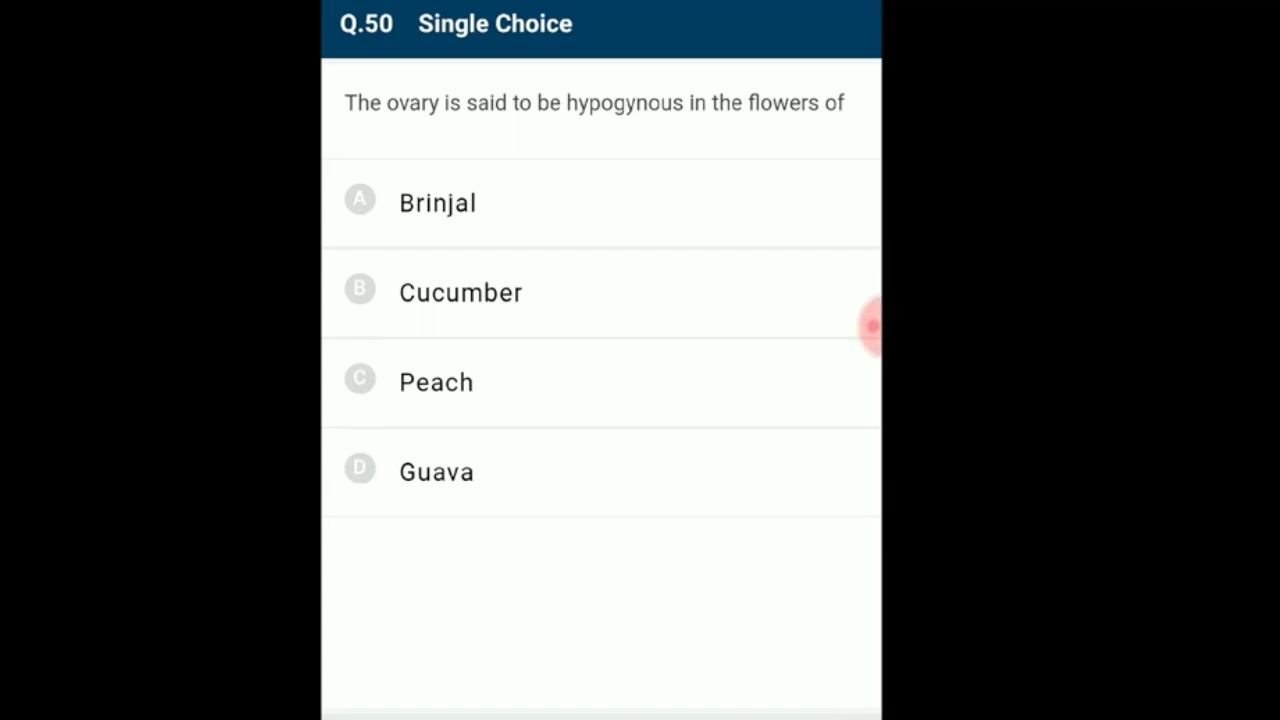 Q.50 Single Choice
The ovary is said to be hypogynous in the flowers of
A Brinjal
B Cucumber
C Peach
D Guava